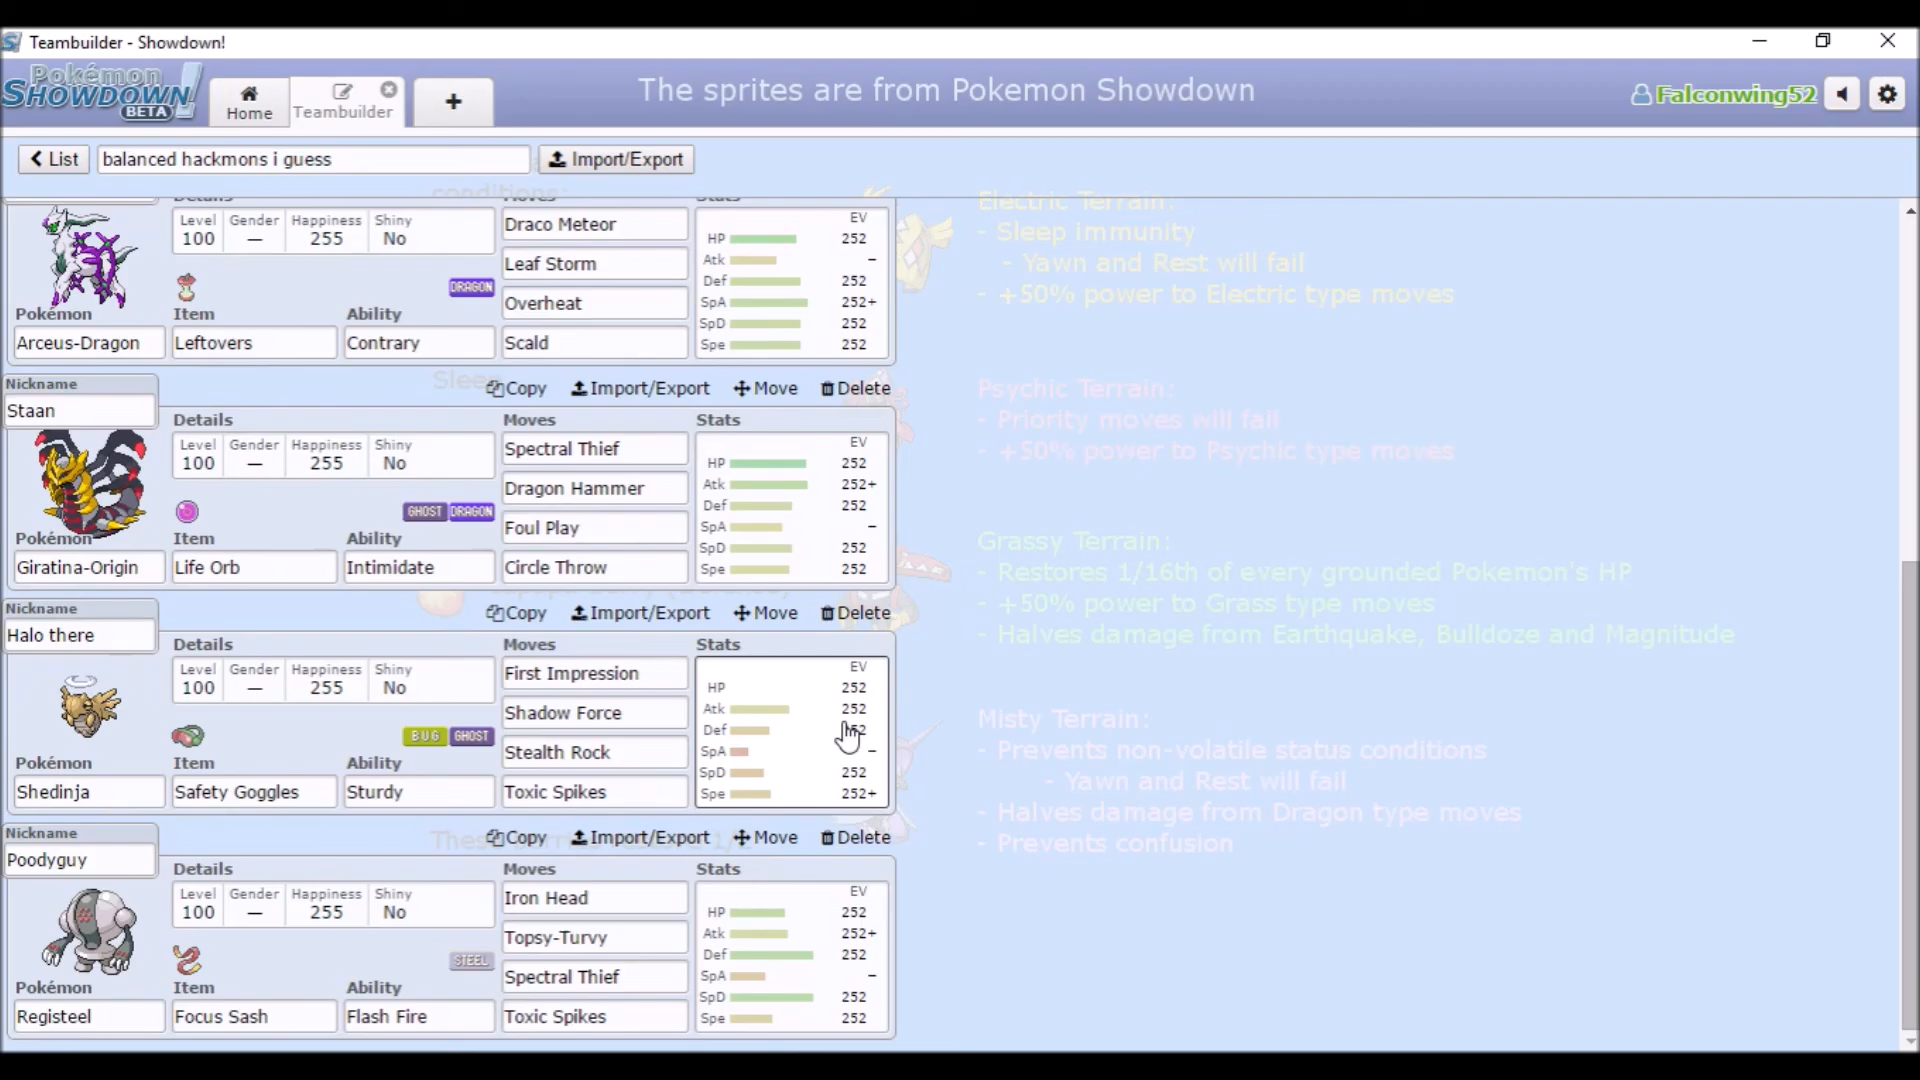 Teambuilder - Showdown!
Pokémon
SHOWDOWN!
BETA
Home
Teambuilder
+
The sprites are from Pokemon Showdown
Falconwing52
List
balanced hackmons i guess
Import/Export
conditions:
Details
Moves
Stats
Level
100
Gender
—
Happiness
255
Shiny
No
DRAGON
Pokémon
Arceus-Dragon
Item
Leftovers
Ability
Contrary
Draco Meteor
Leaf Storm
Overheat
Scald
EV
HP 252
Atk –
Def 252
SpA 252+
SpD 252
Spe 252
Sleep
Copy Import/Export Move Delete
Nickname
Staan
Details
Level
100
Gender
—
Happiness
255
Shiny
No
GHOST DRAGON
Pokémon
Giratina-Origin
Item
Life Orb
Ability
Intimidate
Moves
Spectral Thief
Dragon Hammer
Foul Play
Circle Throw
Stats
EV
HP 252
Atk 252+
Def 252
SpA –
SpD 252
Spe 252
Copy Import/Export Move Delete
Nickname
Halo there
Details
Level
100
Gender
—
Happiness
255
Shiny
No
BUG GHOST
Pokémon
Shedinja
Item
Safety Goggles
Ability
Sturdy
Moves
First Impression
Shadow Force
Stealth Rock
Toxic Spikes
Stats
EV
HP 252
Atk 252
Def
SpA –
SpD 252
Spe 252+
Copy Import/Export Move Delete
Nickname
Poodyguy
Details
Level
100
Gender
—
Happiness
255
Shiny
No
STEEL
Pokémon
Registeel
Item
Focus Sash
Ability
Flash Fire
Moves
Iron Head
Topsy-Turvy
Spectral Thief
Toxic Spikes
Stats
EV
HP 252
Atk 252+
Def 252
SpA –
SpD 252
Spe 252
Electric Terrain:
- Sleep immunity
- Yawn and Rest will fail
- +50% power to Electric type moves
Psychic Terrain:
- Priority moves will fail
- +50% power to Psychic type moves
Grassy Terrain:
- Restores 1/16th of every grounded Pokemon's HP
- +50% power to Grass type moves
- Halves damage from Earthquake, Bulldoze and Magnitude
Misty Terrain:
- Prevents non-volatile status conditions
- Yawn and Rest will fail
- Halves damage from Dragon type moves
- Prevents confusion